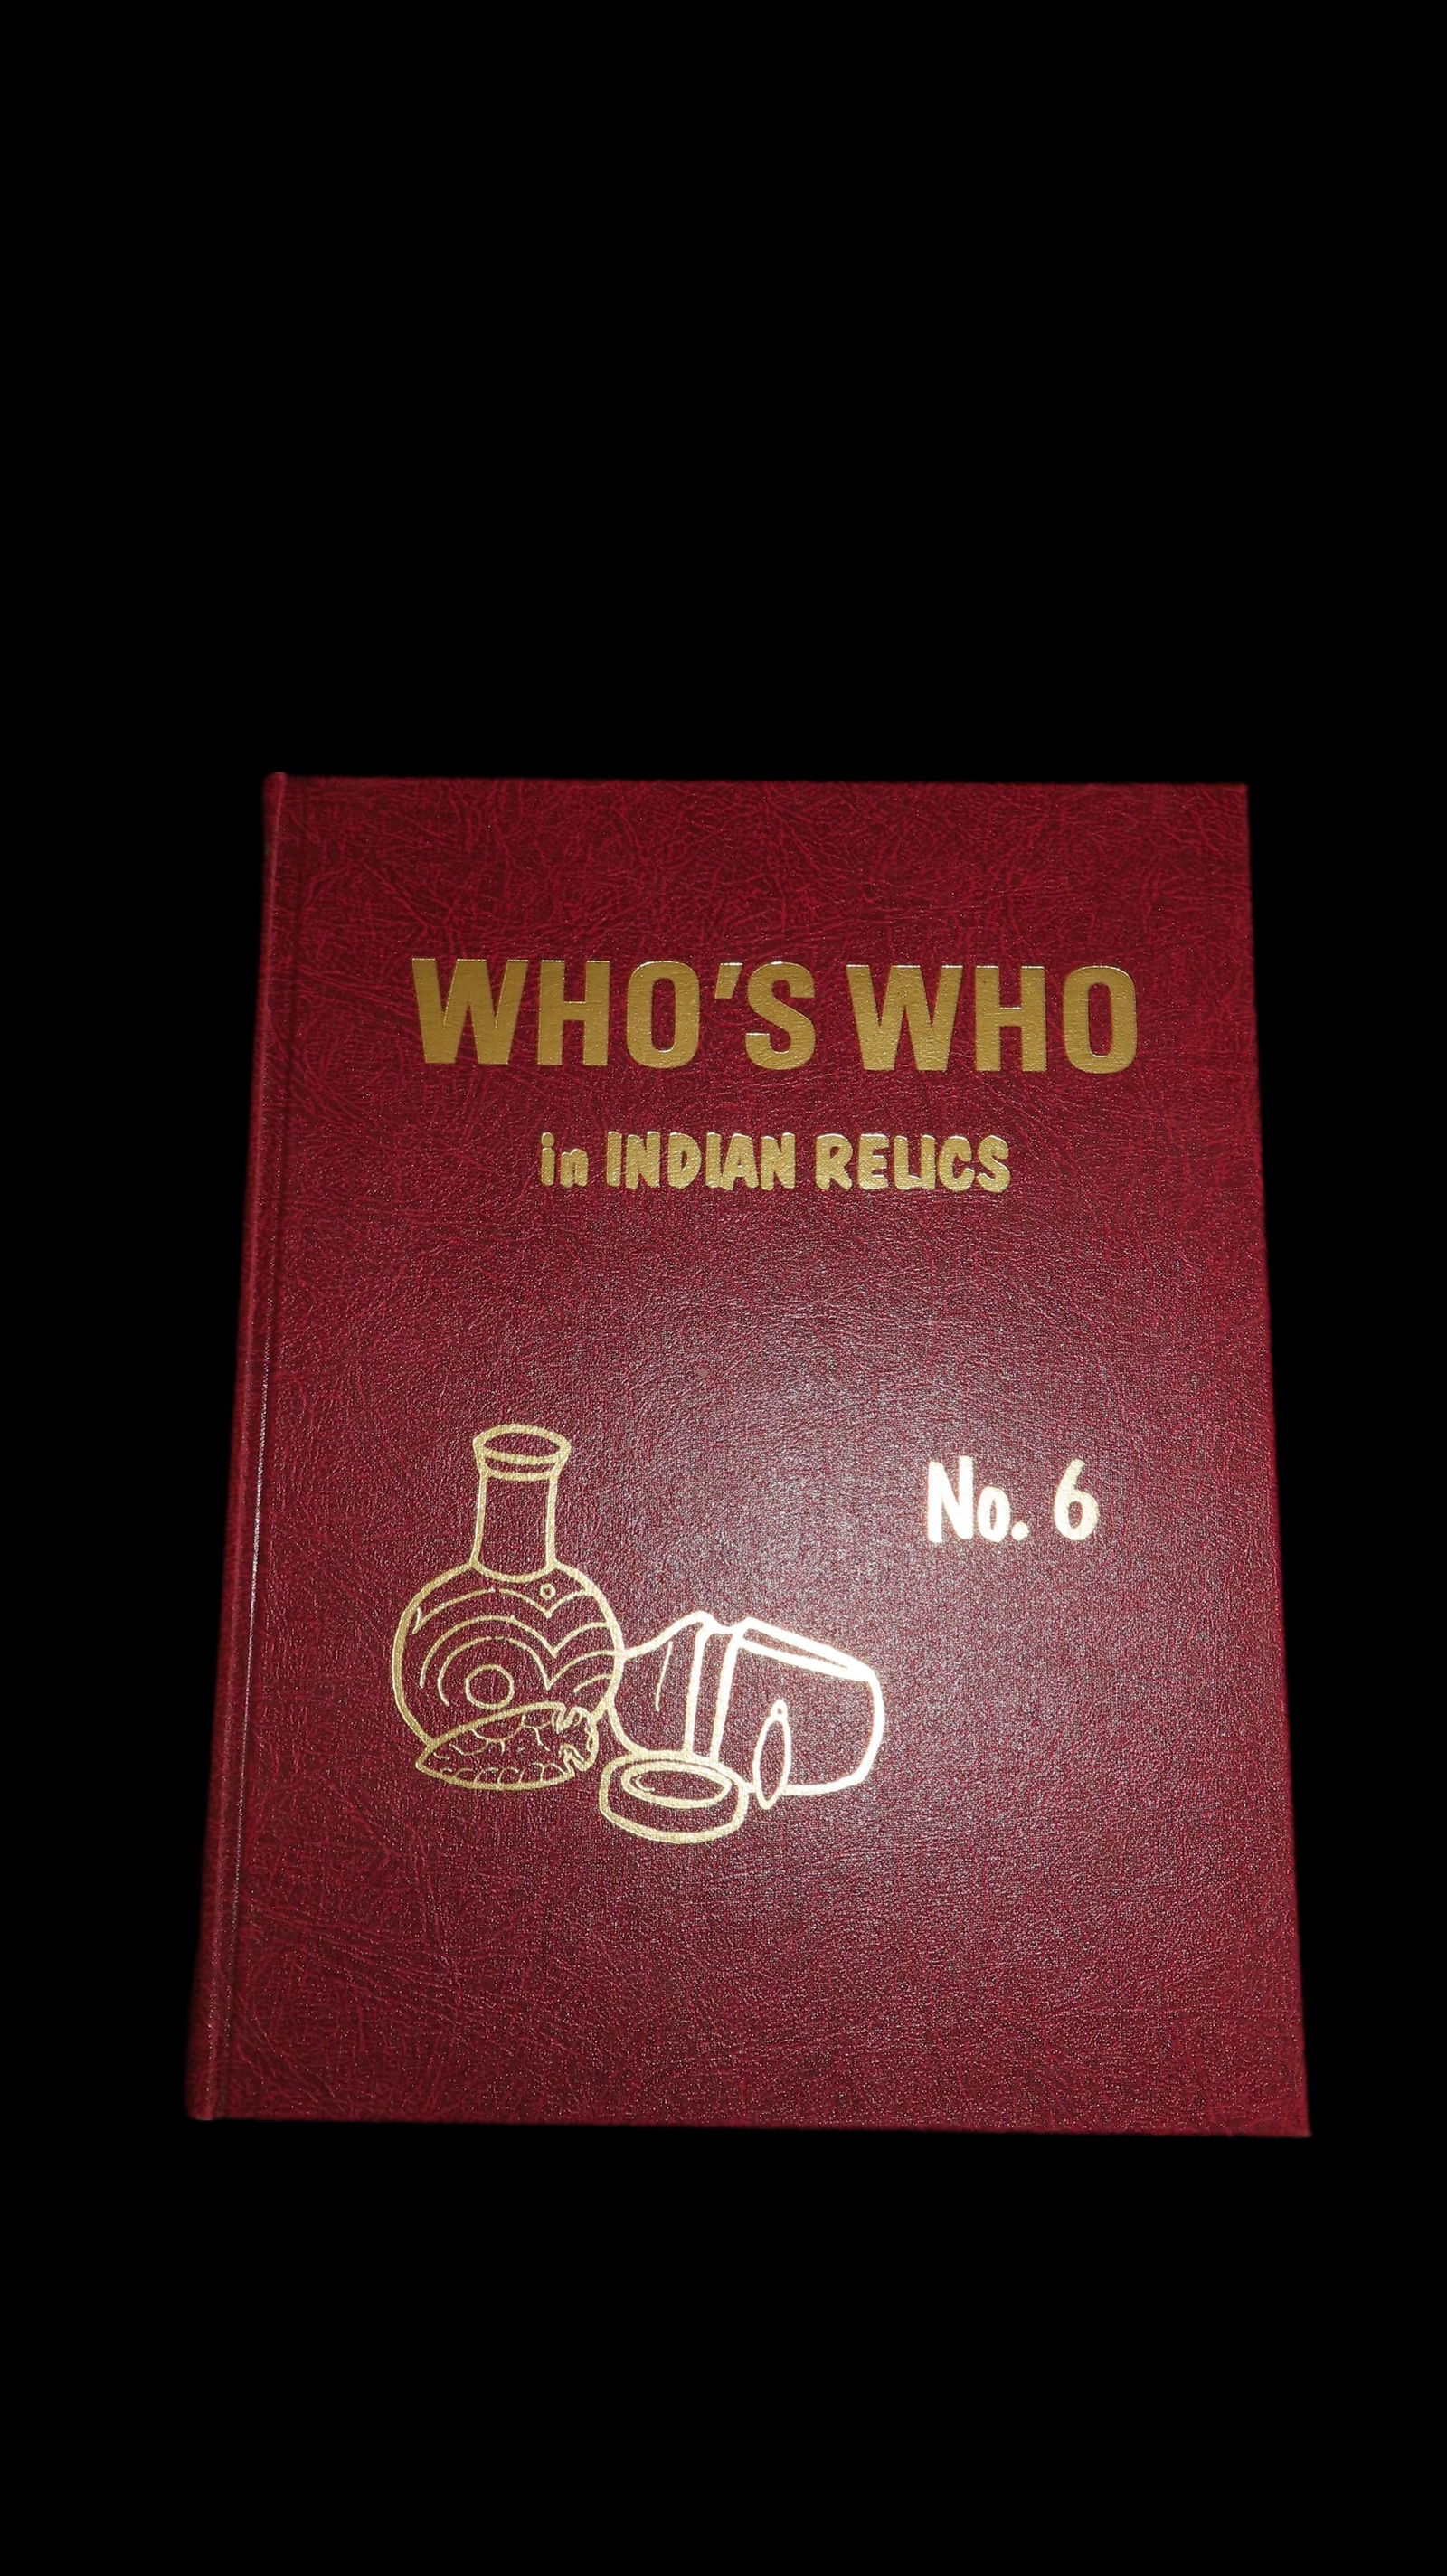 WHO'S WHO
in INDIAN RELICS
No. 6